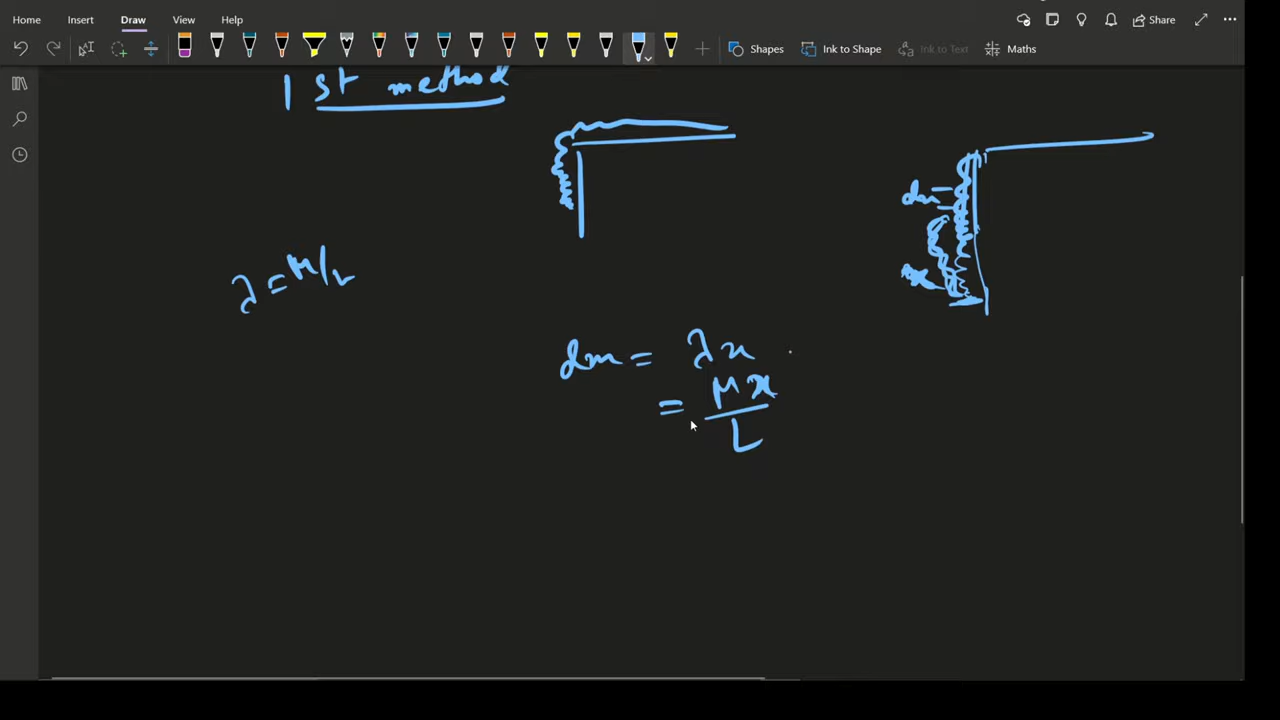 Home Insert Draw View Help Share
Shapes Ink to Shape Ink to Text Maths
1st method
dm
x
λ = M/L
dm = λx
= Mx
L